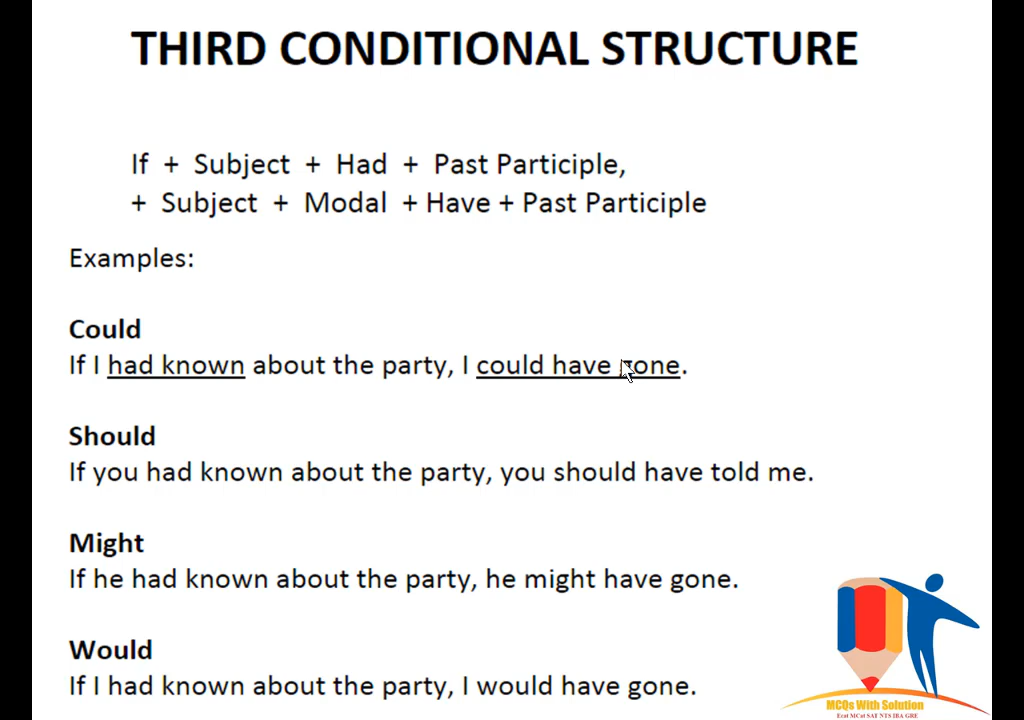 THIRD CONDITIONAL STRUCTURE
If + Subject + Had + Past Participle,
+ Subject + Modal + Have + Past Participle
Examples:
Could
If I had known about the party, I could have gone.
Should
If you had known about the party, you should have told me.
Might
If he had known about the party, he might have gone.
Would
If I had known about the party, I would have gone.
MCQs With Solution
Ecat MCat SAT NTS IBA GRE